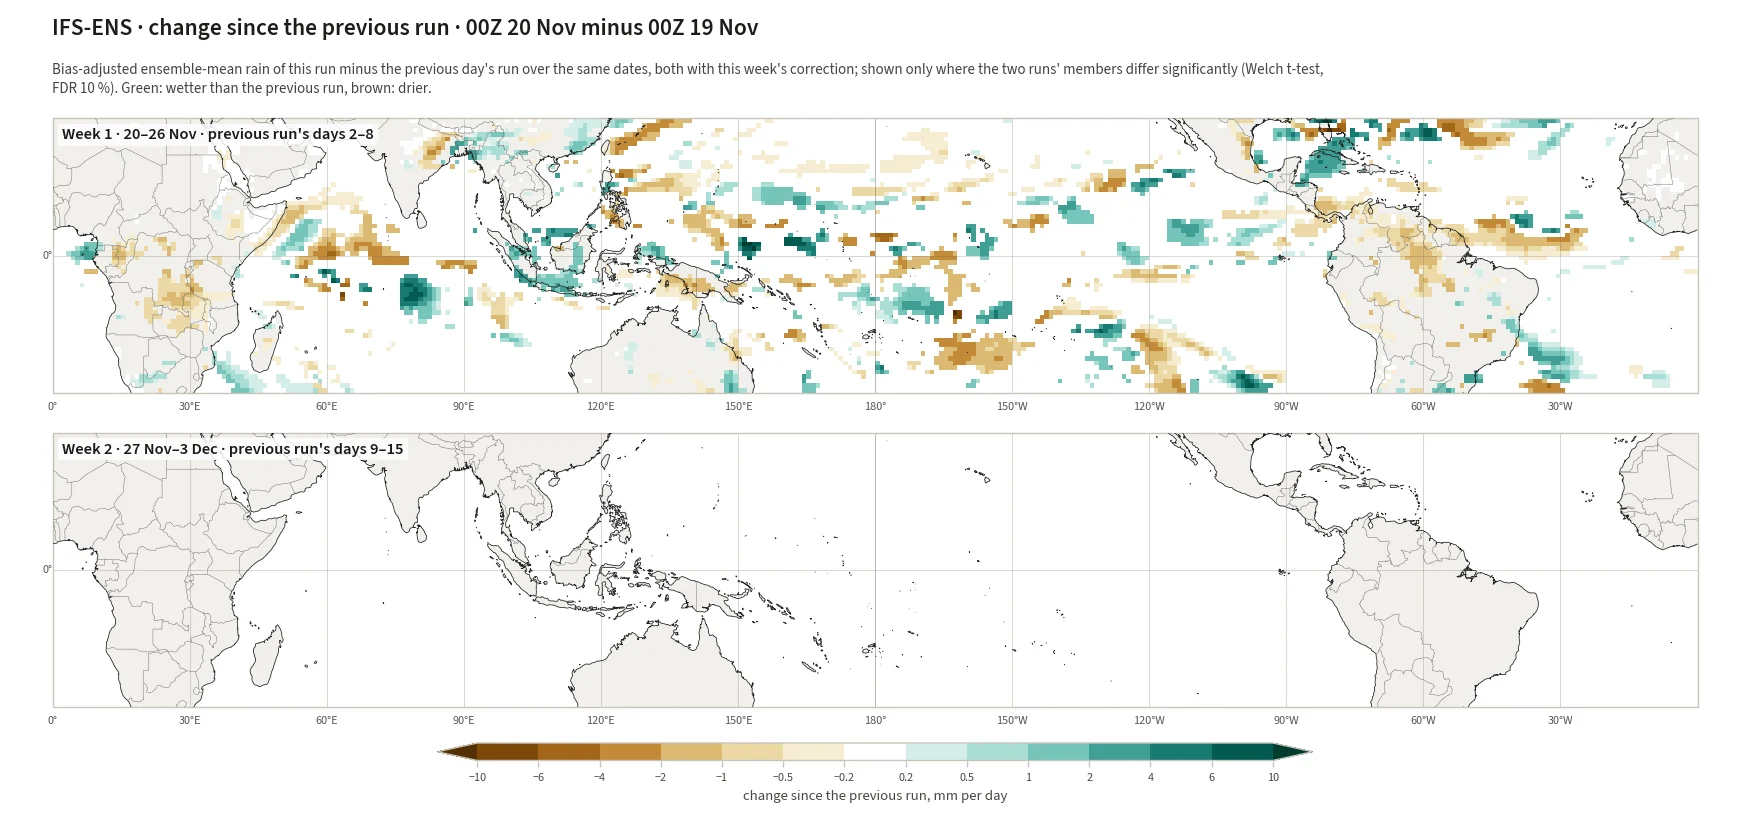 IFS-ENS · change since the previous run · 00Z 20 Nov minus 00Z 19 Nov
Bias-adjusted ensemble-mean rain of this run minus the previous day's run over the same dates, both with this week's correction; shown only where the two runs' members differ significantly (Welch t-test,
FDR 10 %). Green: wetter than the previous run, brown: drier.
Week 1 · 20–26 Nov · previous run's days 2–8
0°
0° 30°E 60°E 90°E 120°E 150°E 180° 150°W 120°W 90°W 60°W 30°W
Week 2 · 27 Nov–3 Dec · previous run's days 9–15
0°
0° 30°E 60°E 90°E 120°E 150°E 180° 150°W 120°W 90°W 60°W 30°W
−10 −6 −4 −2 −1 −0.5 −0.2 0.2 0.5 1 2 4 6 10
change since the previous run, mm per day